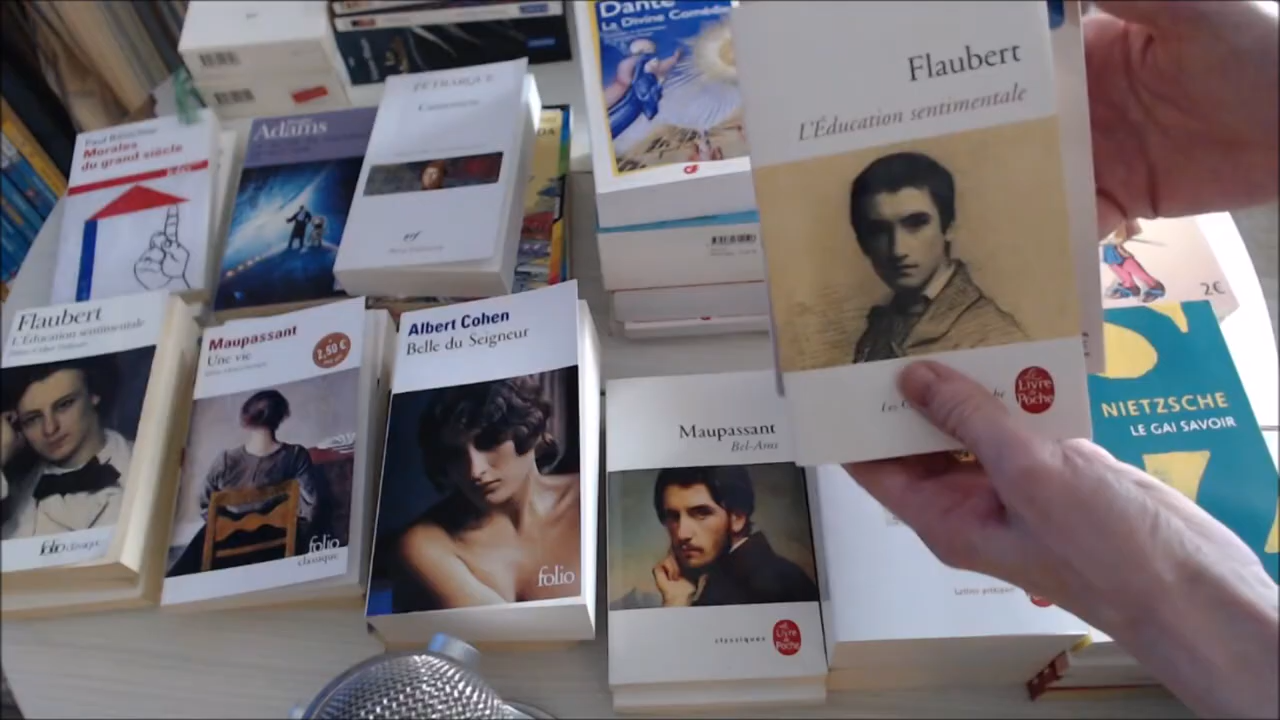 Dante
La Divine Comédie
Flaubert
L'Éducation sentimentale
Le
Livre
de
Poche
Paul Bénichou
Morales
du grand siècle
Adams
PÉTRARQUE
Canzoniere
nrf
2€
NIETZSCHE
LE GAI SAVOIR
Flaubert
L'Éducation sentimentale
folio classique
Maupassant
Une vie
2,50 €
folio
classique
Albert Cohen
Belle du Seigneur
folio
Maupassant
Bel-Ami
classiques
Le
Livre
de
Poche